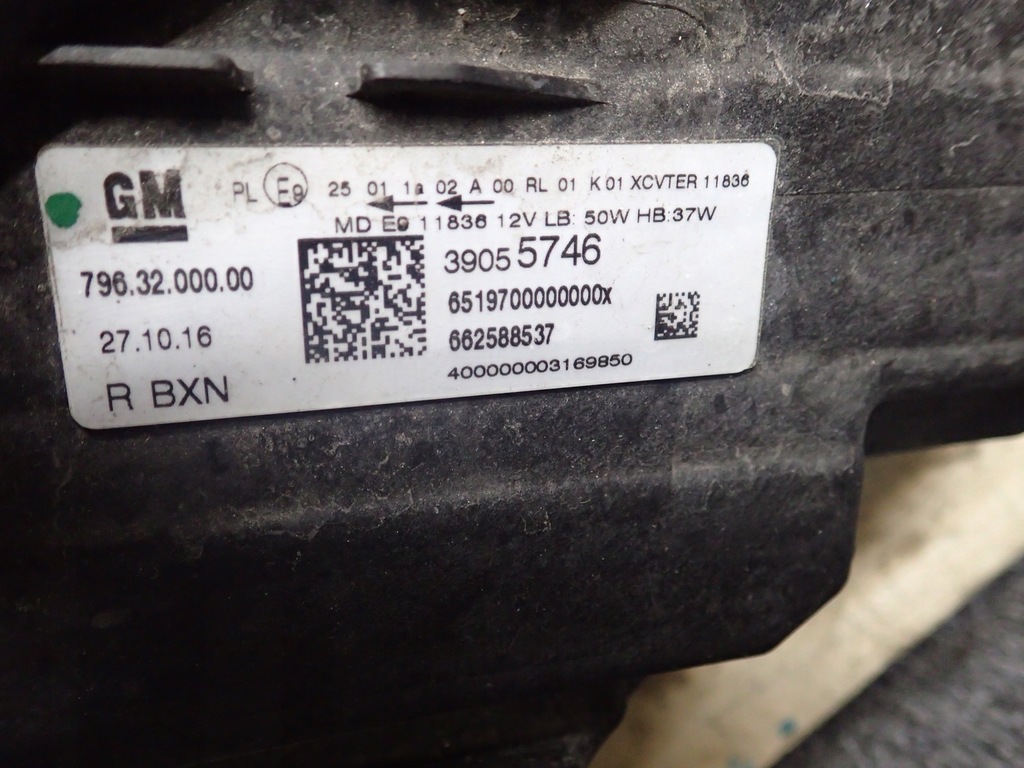 GM
PL E9 25 01 1a 02 A 00 RL 01 K 01 XCVTER 11836
MD E9 11836 12V LB: 50W HB:37W
796.32.000.00
3905 5746
6519700000000X
27.10.16
662588537
400000003169850
R BXN